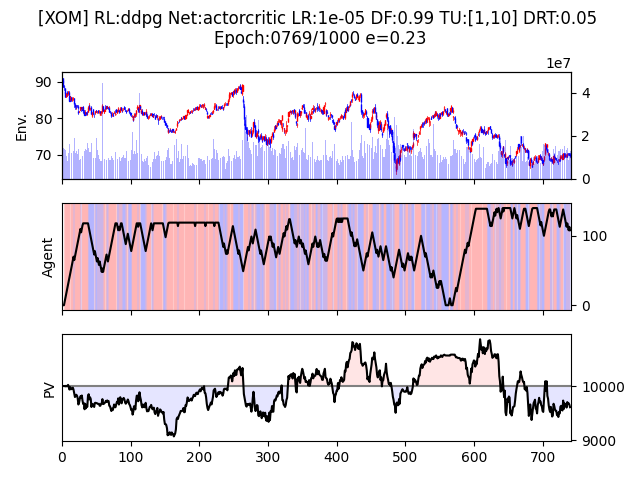 [XOM] RL:ddpg Net:actorcritic LR:1e-05 DF:0.99 TU:[1,10] DRT:0.05
Epoch:0769/1000 e=0.23
1e7
90
80
70
Env.
4
2
0
Agent
100
0
PV
10000
9000
0 100 200 300 400 500 600 700